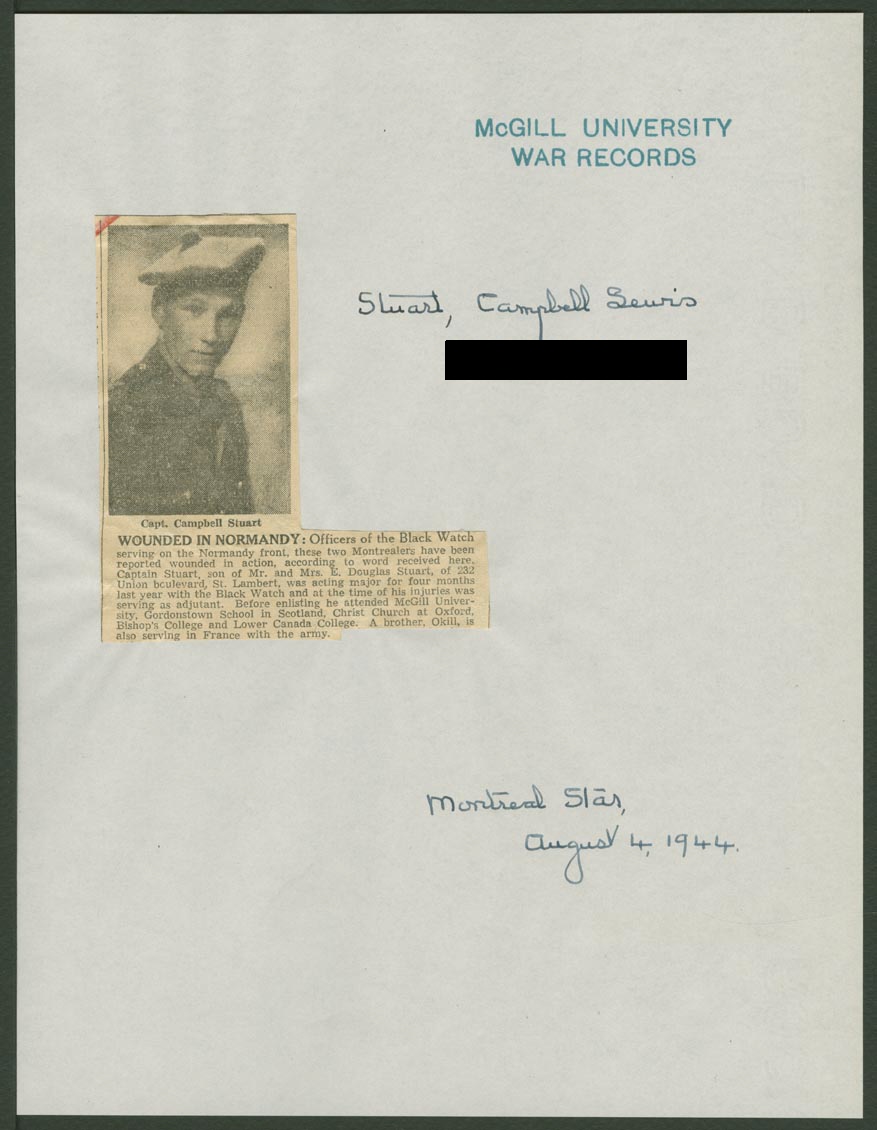 McGILL UNIVERSITY
WAR RECORDS
Stuart, Campbell Lewis
Capt. Campbell Stuart
WOUNDED IN NORMANDY: Officers of the Black Watch
serving on the Normandy front, these two Montrealers have been
reported wounded in action, according to word received here.
Captain Stuart, son of Mr. and Mrs. E. Douglas Stuart, of 232
Union boulevard, St. Lambert, was acting major for four months
last year with the Black Watch and at the time of his injuries was
serving as adjutant. Before enlisting he attended McGill Univer-
sity, Gordonstown School in Scotland, Christ Church at Oxford,
Bishop's College and Lower Canada College. A brother, Okill, is
also serving in France with the army.
Montreal Star,
August 4, 1944.